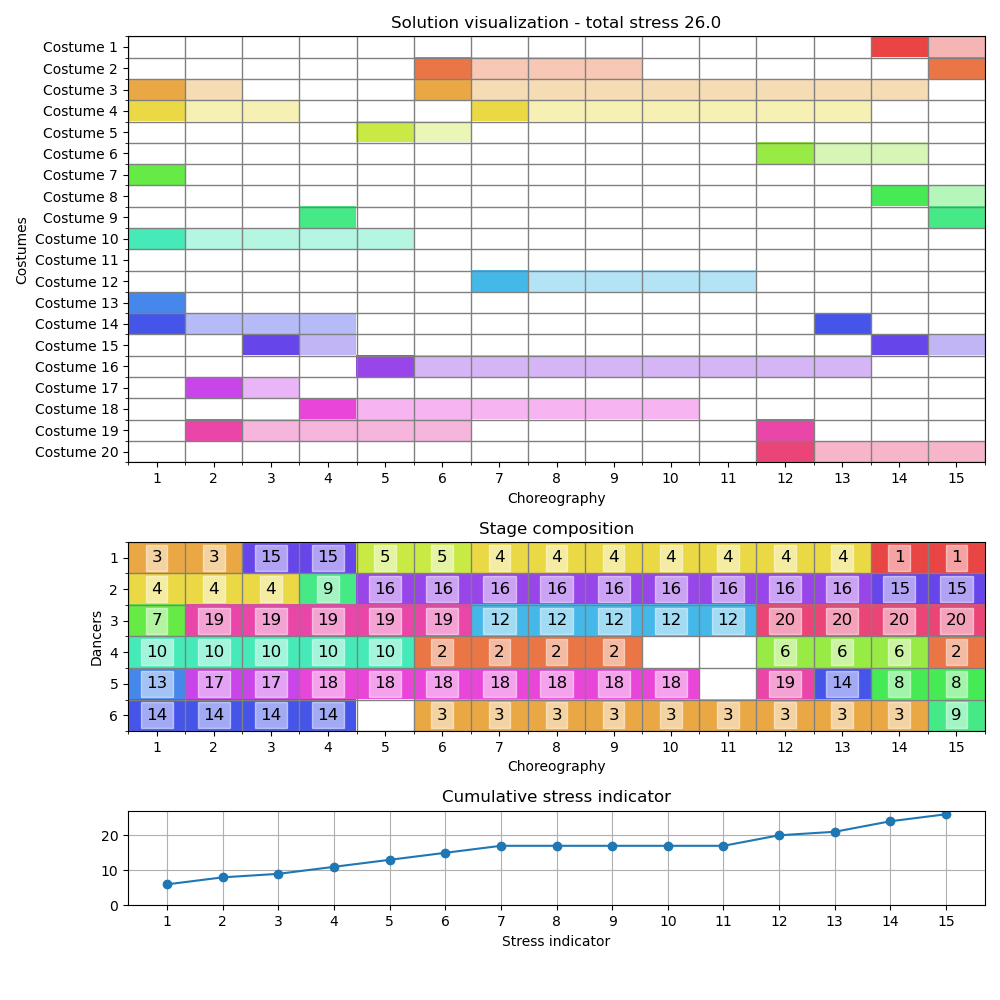 Solution visualization - total stress 26.0
Costumes
Costume 1
Costume 2
Costume 3
Costume 4
Costume 5
Costume 6
Costume 7
Costume 8
Costume 9
Costume 10
Costume 11
Costume 12
Costume 13
Costume 14
Costume 15
Costume 16
Costume 17
Costume 18
Costume 19
Costume 20
1 2 3 4 5 6 7 8 9 10 11 12 13 14 15
Choreography
Stage composition
Dancers
1 3 3 15 15 5 5 4 4 4 4 4 4 4 1 1
2 4 4 4 9 16 16 16 16 16 16 16 16 16 15 15
3 7 19 19 19 19 19 12 12 12 12 12 20 20 20 20
4 10 10 10 10 10 2 2 2 2 6 6 6 2
5 13 17 17 18 18 18 18 18 18 18 19 14 8 8
6 14 14 14 14 3 3 3 3 3 3 3 3 3 9
1 2 3 4 5 6 7 8 9 10 11 12 13 14 15
Choreography
Cumulative stress indicator
20
10
0
1 2 3 4 5 6 7 8 9 10 11 12 13 14 15
Stress indicator